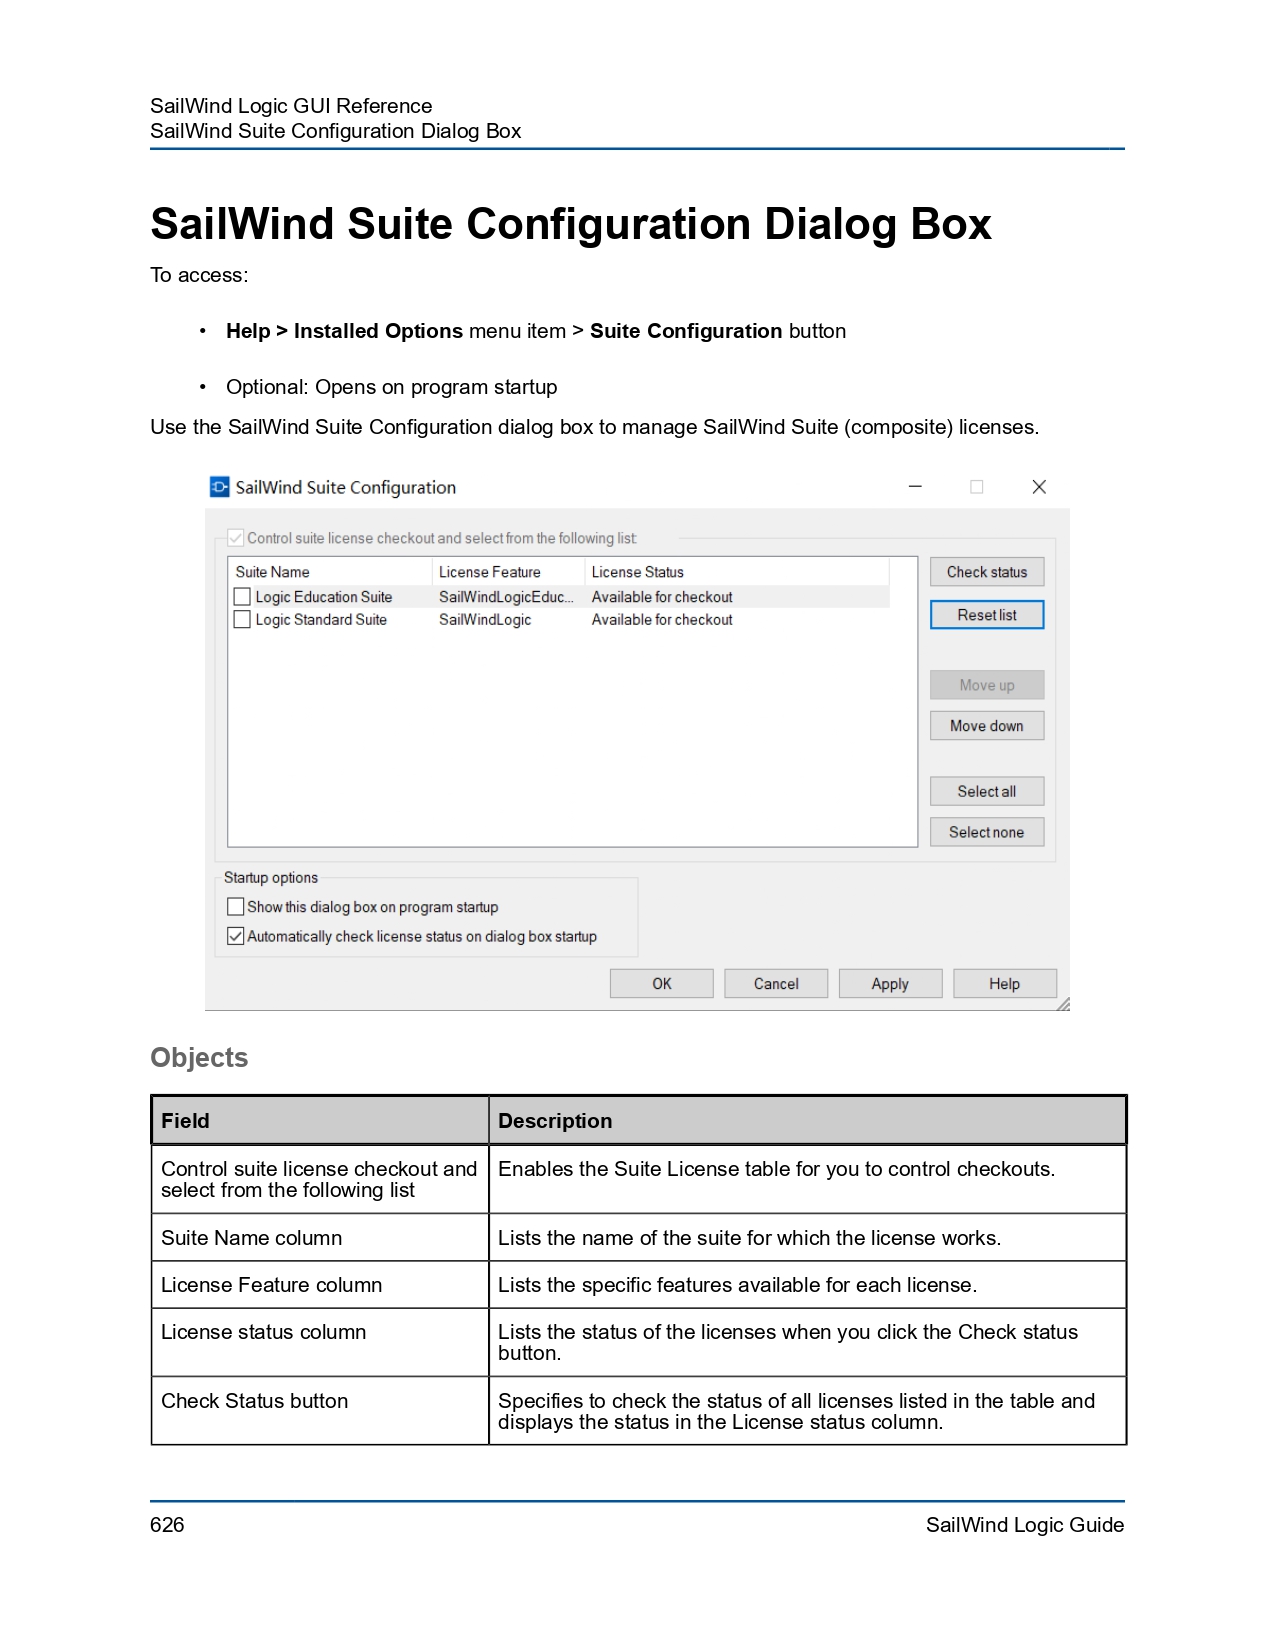 SailWind Logic GUI Reference
SailWind Suite Configuration Dialog Box
SailWind Suite Configuration Dialog Box
To access:
• Help > Installed Options menu item > Suite Configuration button
• Optional: Opens on program startup
Use the SailWind Suite Configuration dialog box to manage SailWind Suite (composite) licenses.
SailWind Suite Configuration
Control suite license checkout and select from the following list:
Suite Name License Feature License Status
Logic Education Suite SailWindLogicEduc... Available for checkout
Logic Standard Suite SailWindLogic Available for checkout
Check status
Reset list
Move up
Move down
Select all
Select none
Startup options
Show this dialog box on program startup
Automatically check license status on dialog box startup
OK Cancel Apply Help
Objects
Field Description
Control suite license checkout and
select from the following list
Enables the Suite License table for you to control checkouts.
Suite Name column Lists the name of the suite for which the license works.
License Feature column Lists the specific features available for each license.
License status column Lists the status of the licenses when you click the Check status
button.
Check Status button Specifies to check the status of all licenses listed in the table and
displays the status in the License status column.
626 SailWind Logic Guide